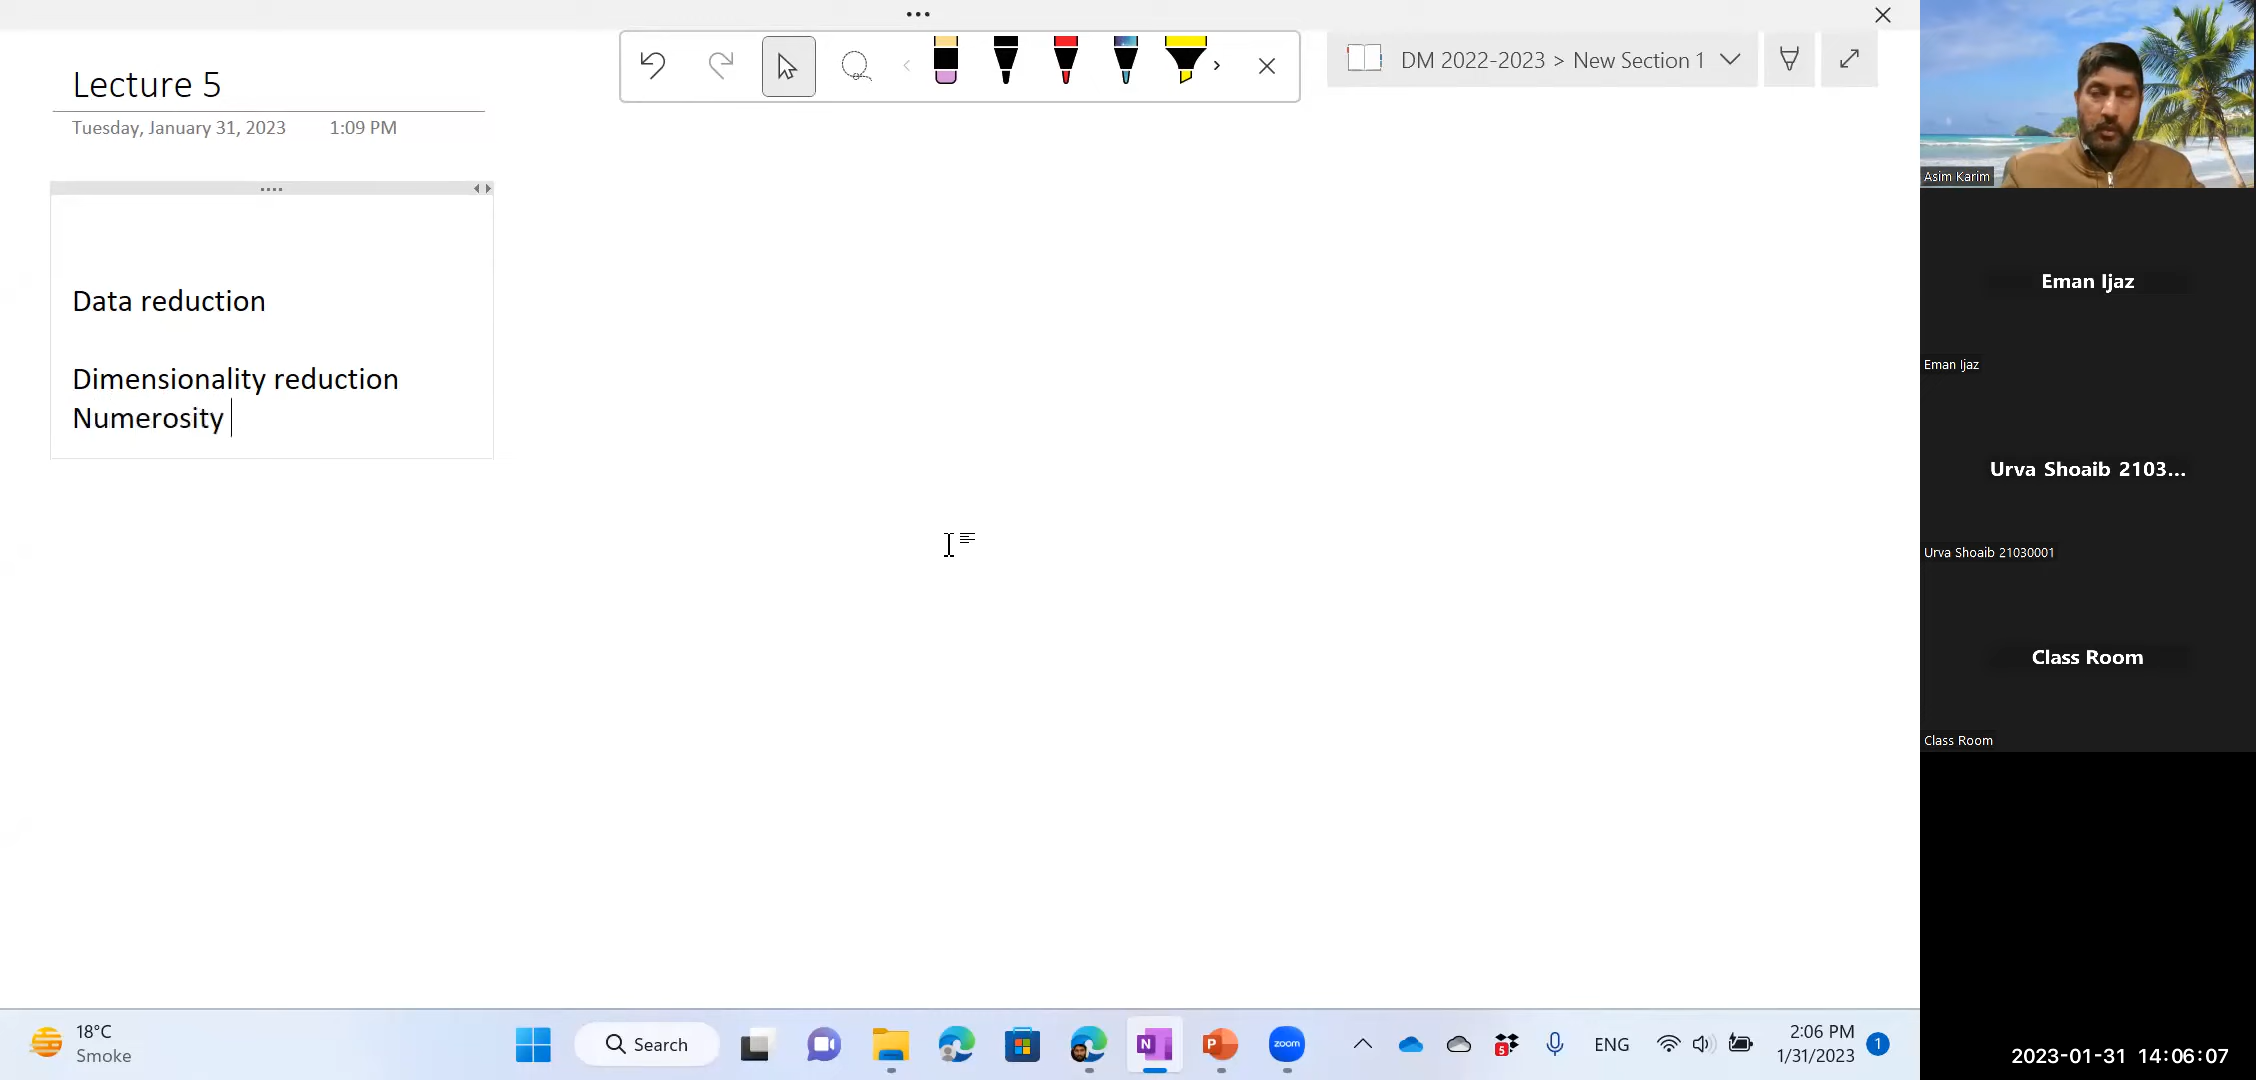 Lecture 5
DM 2022-2023 > New Section 1
Tuesday, January 31, 2023 1:09 PM
Data reduction
Dimensionality reduction
Numerosity
Asim Karim
Eman Ijaz
Eman Ijaz
Urva Shoaib 2103...
Urva Shoaib 21030001
Class Room
Class Room
18°C
Smoke
Search
N
P
zoom
5
ENG
2:06 PM
1/31/2023
1
2023-01-31 14:06:07